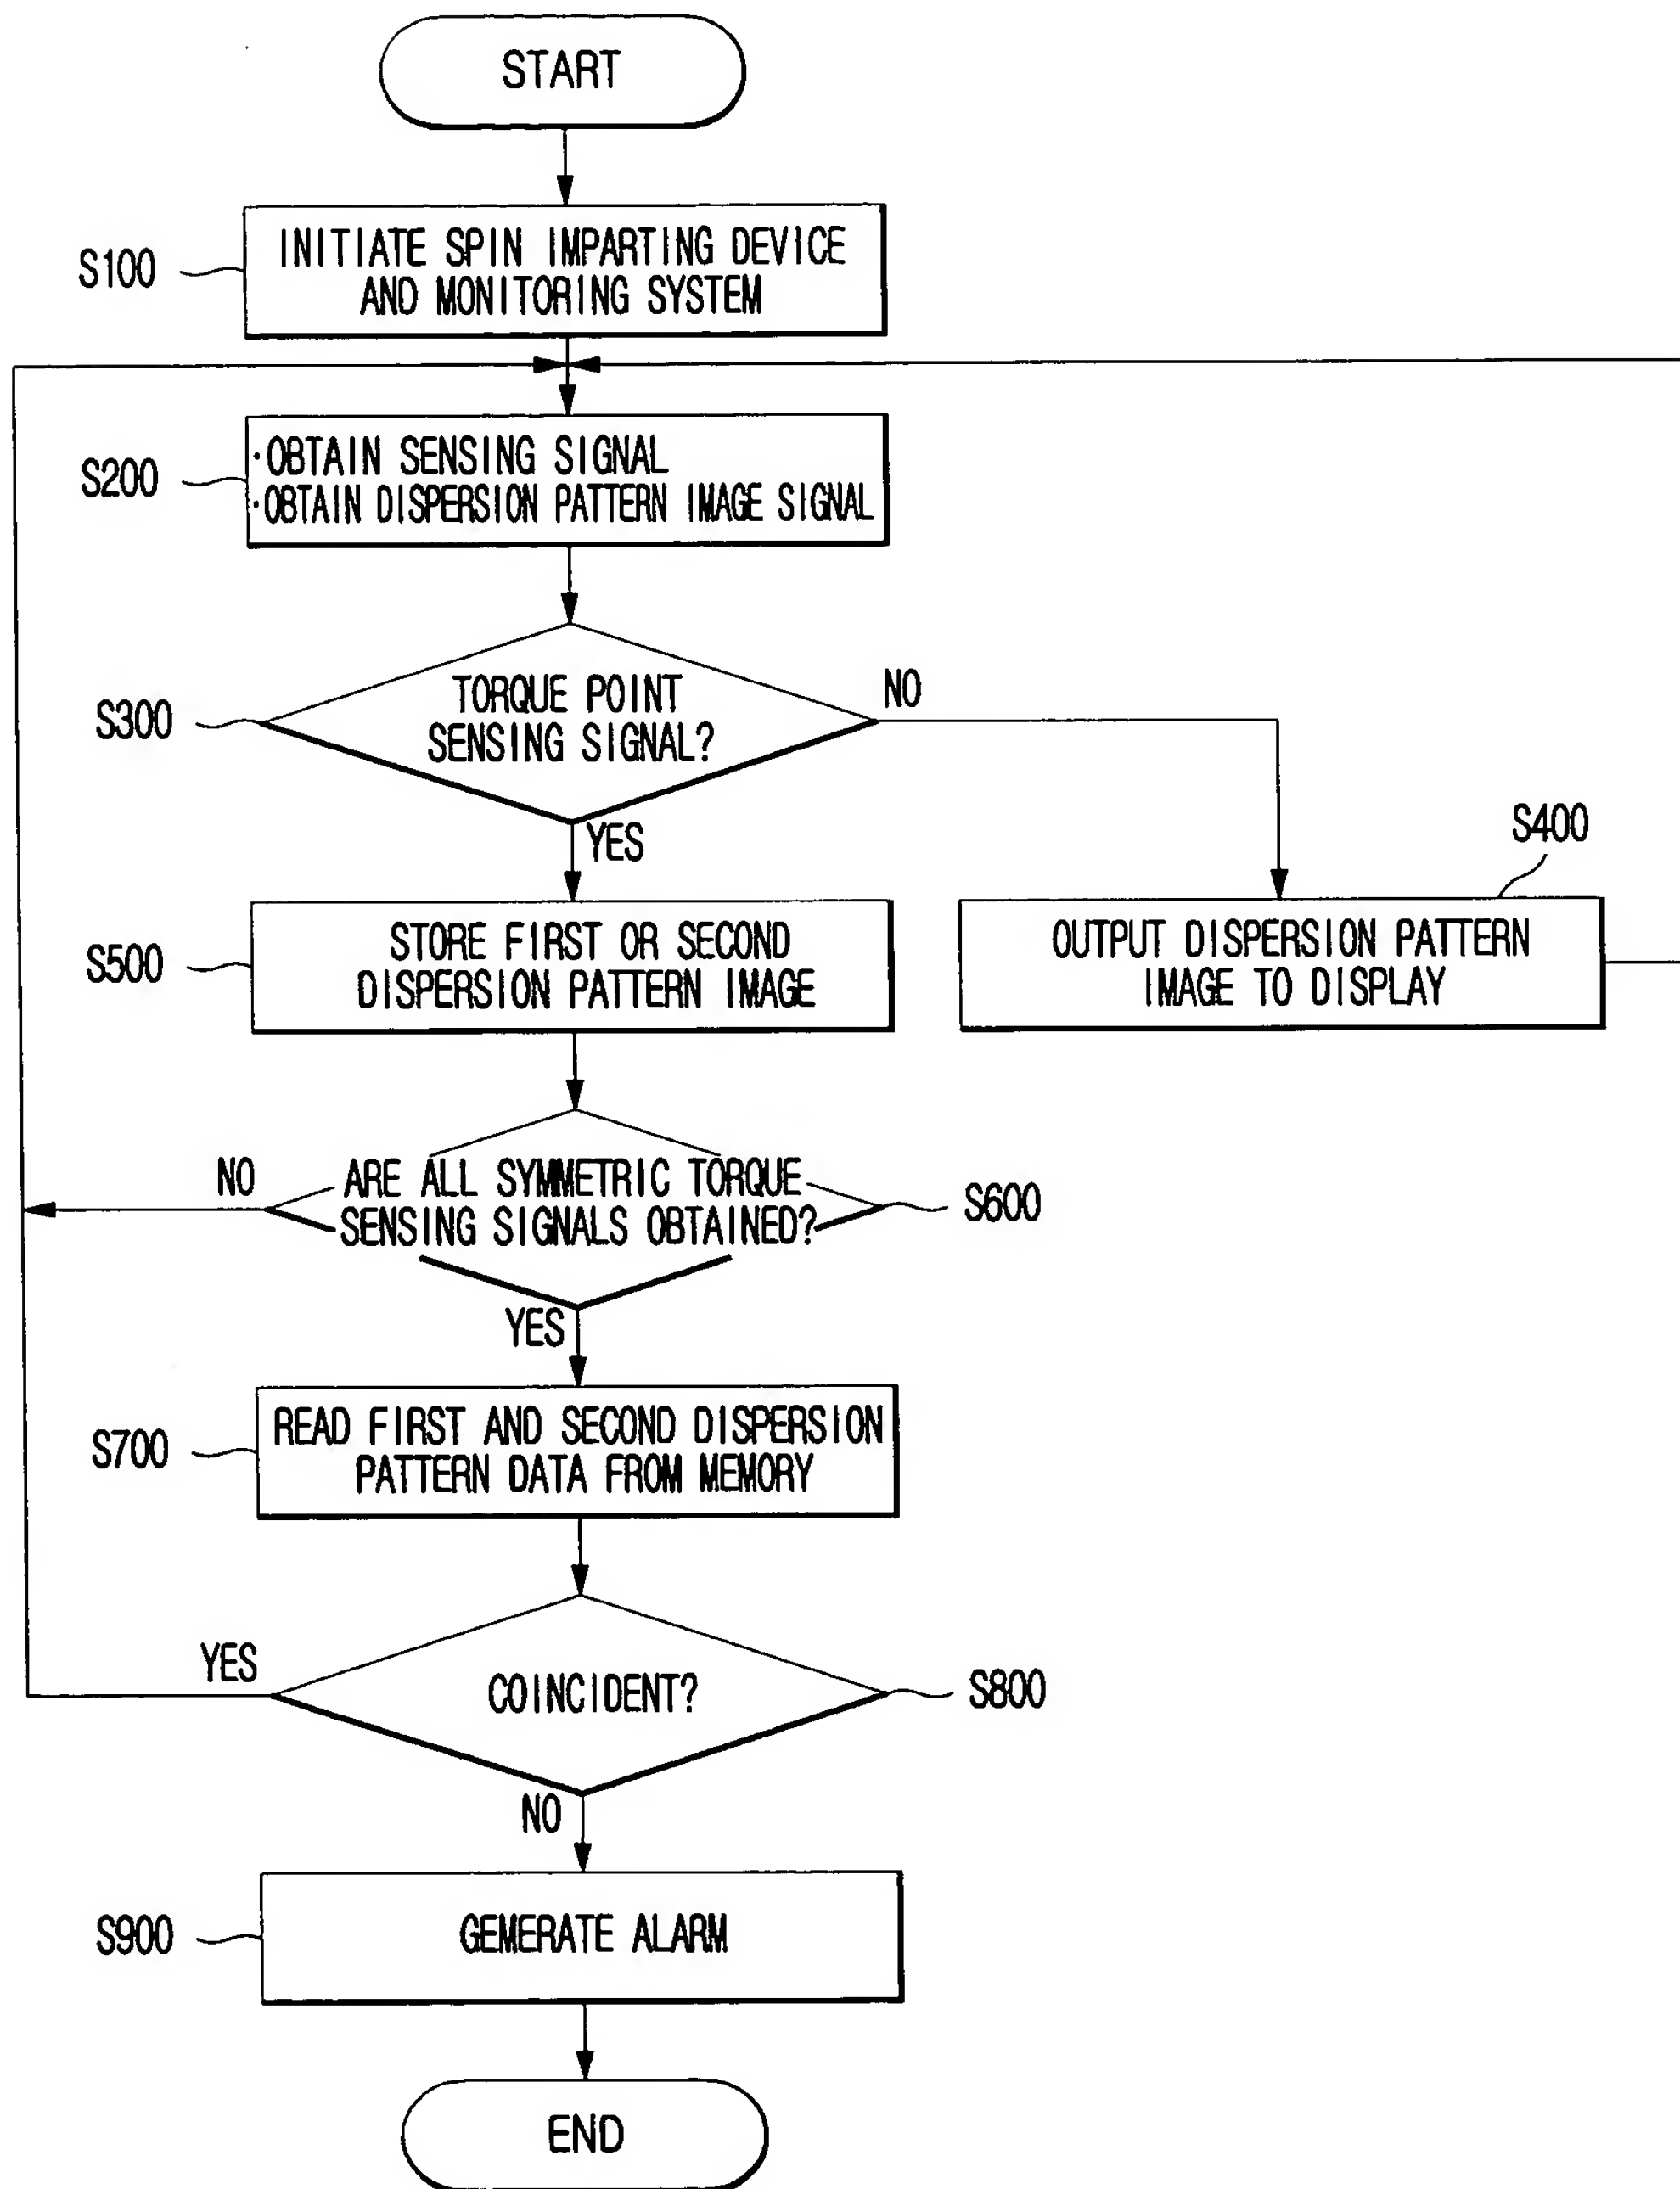 START
S100
INITIATE SPIN IMPARTING DEVICE
AND MONITORING SYSTEM
S200
·OBTAIN SENSING SIGNAL
·OBTAIN DISPERSION PATTERN IMAGE SIGNAL
S300
TORQUE POINT
SENSING SIGNAL?
NO
YES
S400
S500
STORE FIRST OR SECOND
DISPERSION PATTERN IMAGE
OUTPUT DISPERSION PATTERN
IMAGE TO DISPLAY
NO
ARE ALL SYMMETRIC TORQUE
SENSING SIGNALS OBTAINED?
S600
YES
S700
READ FIRST AND SECOND DISPERSION
PATTERN DATA FROM MEMORY
YES
COINCIDENT?
S800
NO
S900
GEMERATE ALARM
END